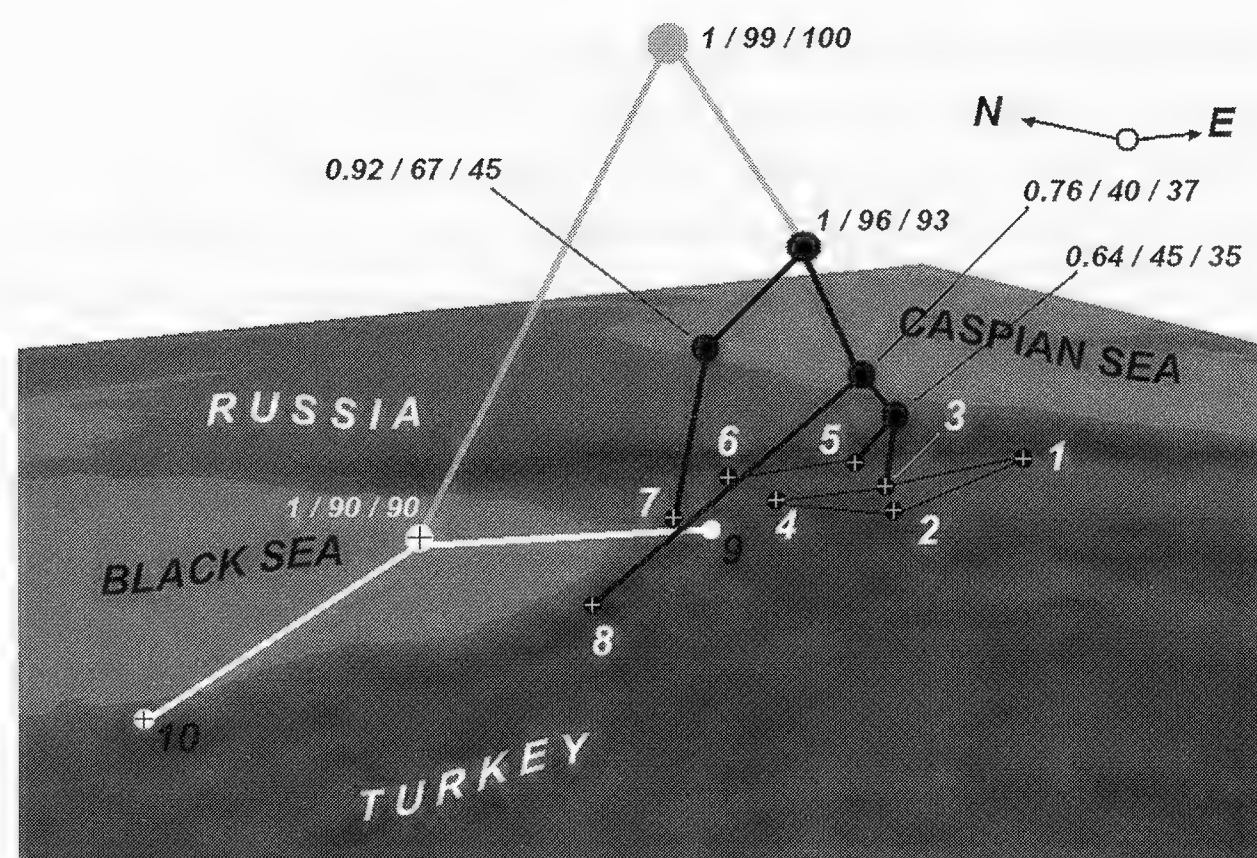 1 / 99 / 100
N
E
0.92 / 67 / 45
0.76 / 40 / 37
1 / 96 / 93
0.64 / 45 / 35
CASPIAN SEA
RUSSIA
3
6
5
1
7
1 / 90 / 90
4
2
9
BLACK SEA
8
10
TURKEY